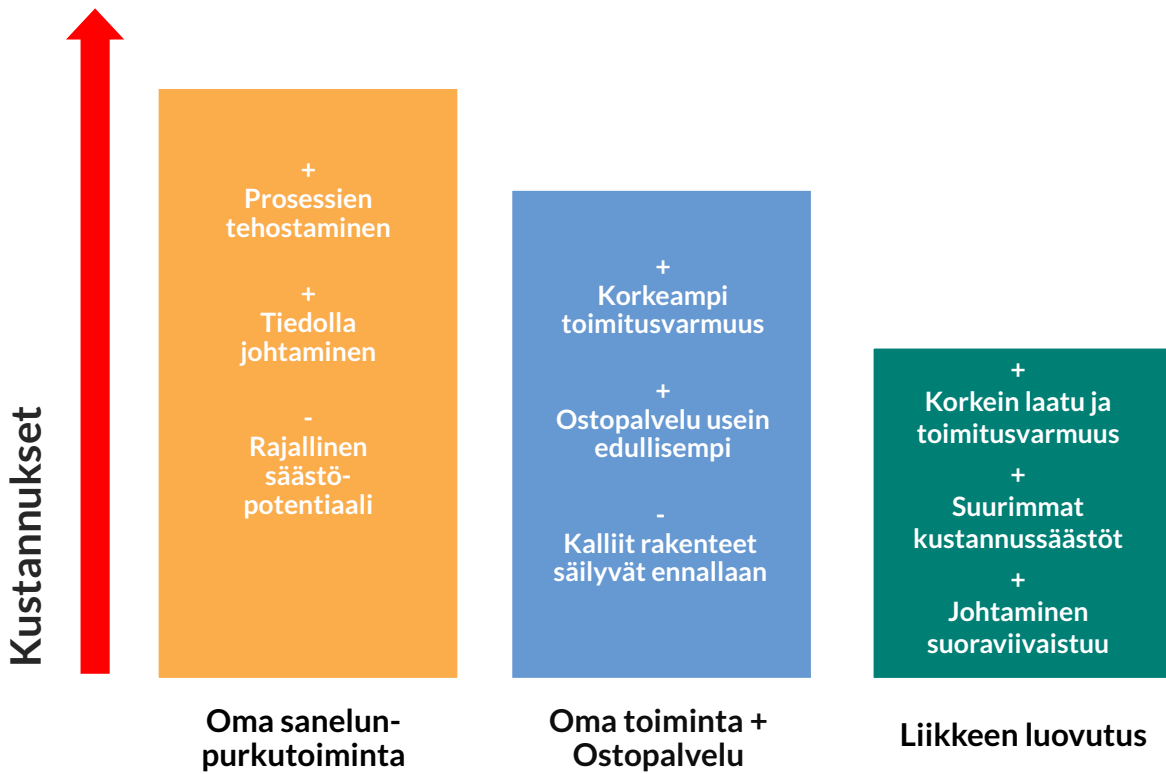 Kustannukset
+
Prosessien
tehostaminen
+
Tiedolla
johtaminen
-
Rajallinen
säästö-
potentiaali
+
Korkeampi
toimitusvarmuus
+
Ostopalvelu usein
edullisempi
-
Kalliit rakenteet
säilyvät ennallaan
+
Korkein laatu ja
toimitusvarmuus
+
Suurimmat
kustannussäästöt
+
Johtaminen
suoraviivaistuu
Oma sanelun-
purkutoiminta
Oma toiminta +
Ostopalvelu
Liikkeen luovutus